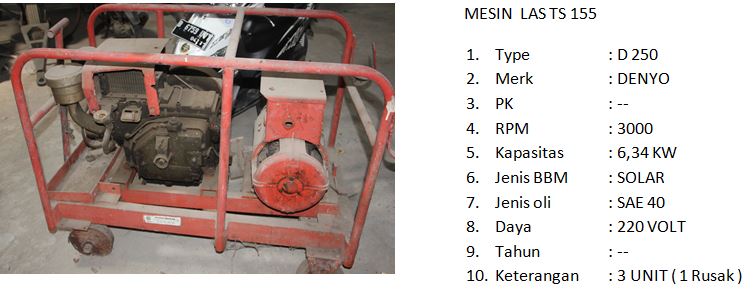 MESIN LAS TS 155
1. Type : D 250
2. Merk : DENYO
3. PK : --
4. RPM : 3000
5. Kapasitas : 6,34 KW
6. Jenis BBM : SOLAR
7. Jenis oli : SAE 40
8. Daya : 220 VOLT
9. Tahun : --
10. Keterangan : 3 UNIT ( 1 Rusak )